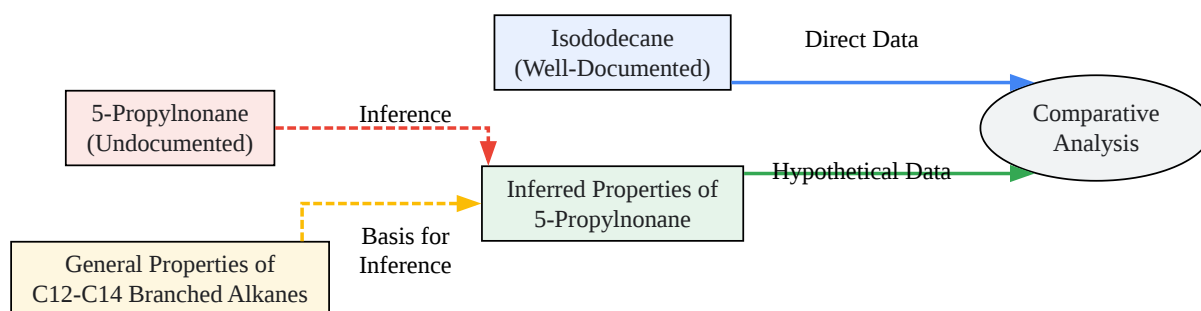 Isododecane
(Well-Documented)
Direct Data
5-Propylnonane
(Undocumented)
Inference
Comparative
Analysis
Inferred Properties of
5-Propylnonane
Hypothetical Data
Basis for
Inference
General Properties of
C12-C14 Branched Alkanes